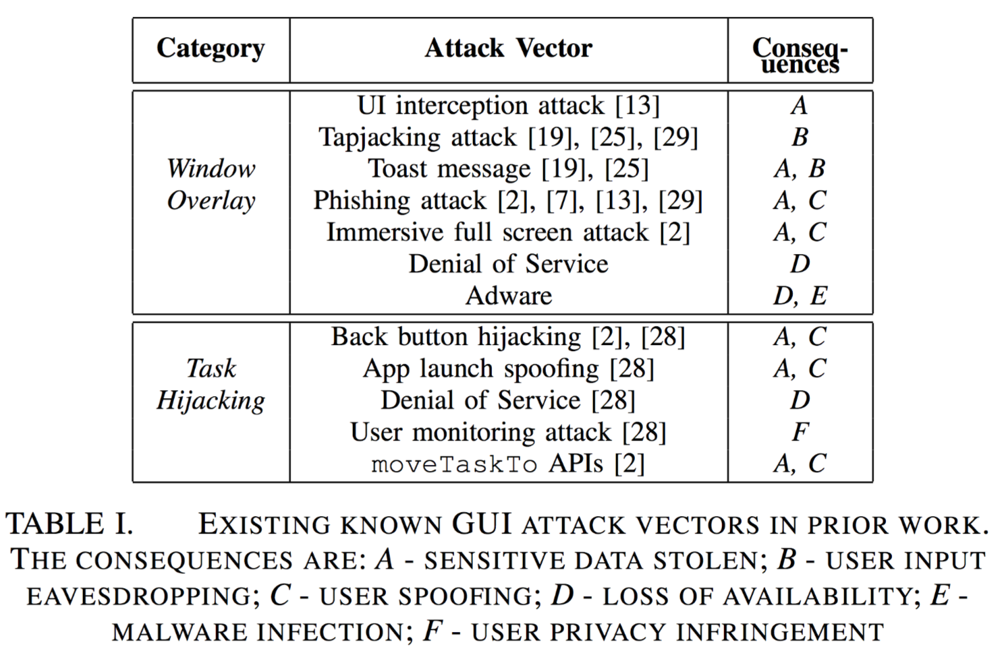 Category Attack Vector Conseq-
uences
UI interception attack [13] A
Tapjacking attack [19], [25], [29] B
Window Toast message [19], [25] A, B
Overlay Phishing attack [2], [7], [13], [29] A, C
Immersive full screen attack [2] A, C
Denial of Service D
Adware D, E
Back button hijacking [2], [28] A, C
Task App launch spoofing [28] A, C
Hijacking Denial of Service [28] D
User monitoring attack [28] F
moveTaskTo APIs [2] A, C
TABLE I. EXISTING KNOWN GUI ATTACK VECTORS IN PRIOR WORK.
THE CONSEQUENCES ARE: A - SENSITIVE DATA STOLEN; B - USER INPUT
EAVESDROPPING; C - USER SPOOFING; D - LOSS OF AVAILABILITY; E -
MALWARE INFECTION; F - USER PRIVACY INFRINGEMENT